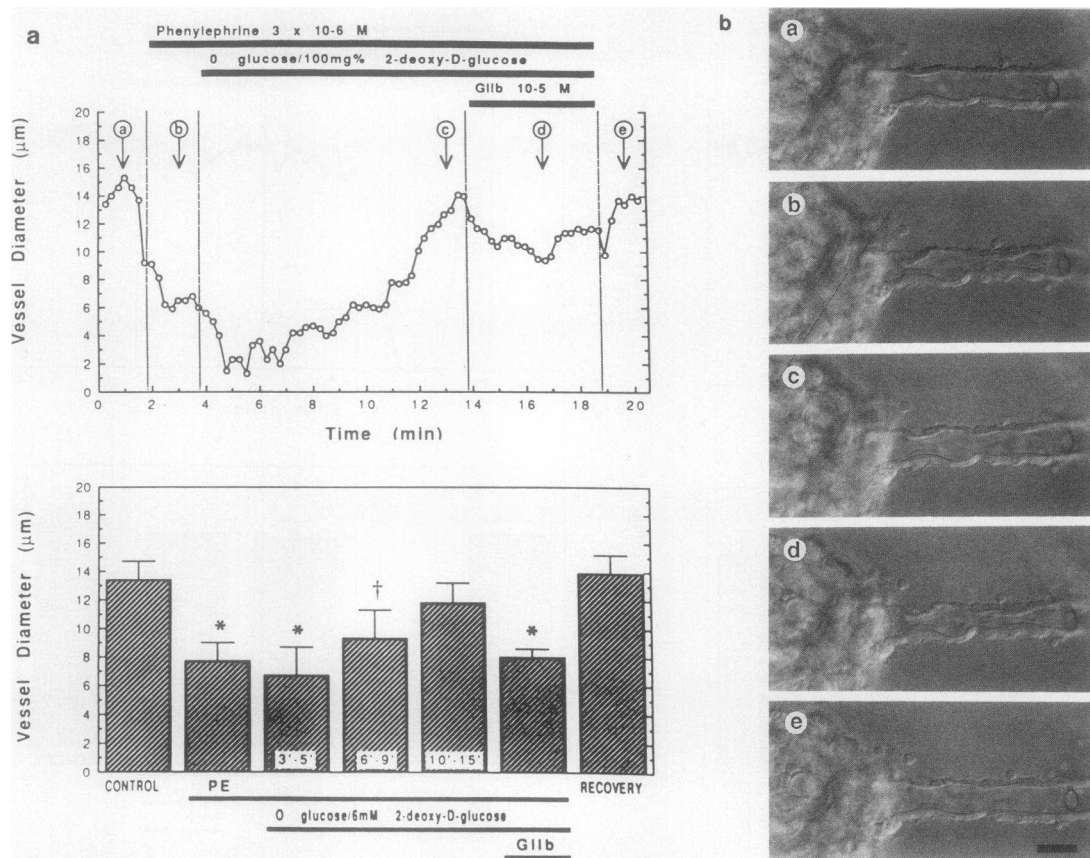 a
Phenylephrine 3 x 10-6 M
0 glucose/100mg% 2-deoxy-D-glucose
Glib 10-5 M
a b c d e
Vessel Diameter (μm)
20
18
16
14
12
10
8
6
4
2
0
0 2 4 6 8 10 12 14 16 18 20
Time (min)
Vessel Diameter (μm)
20
18
16
14
12
10
8
6
4
2
0
* * † *
3'-5' 6'-9' 10'-15'
CONTROL PE RECOVERY
0 glucose/6mM 2-deoxy-D-glucose
Glib
b
a
b
c
d
e